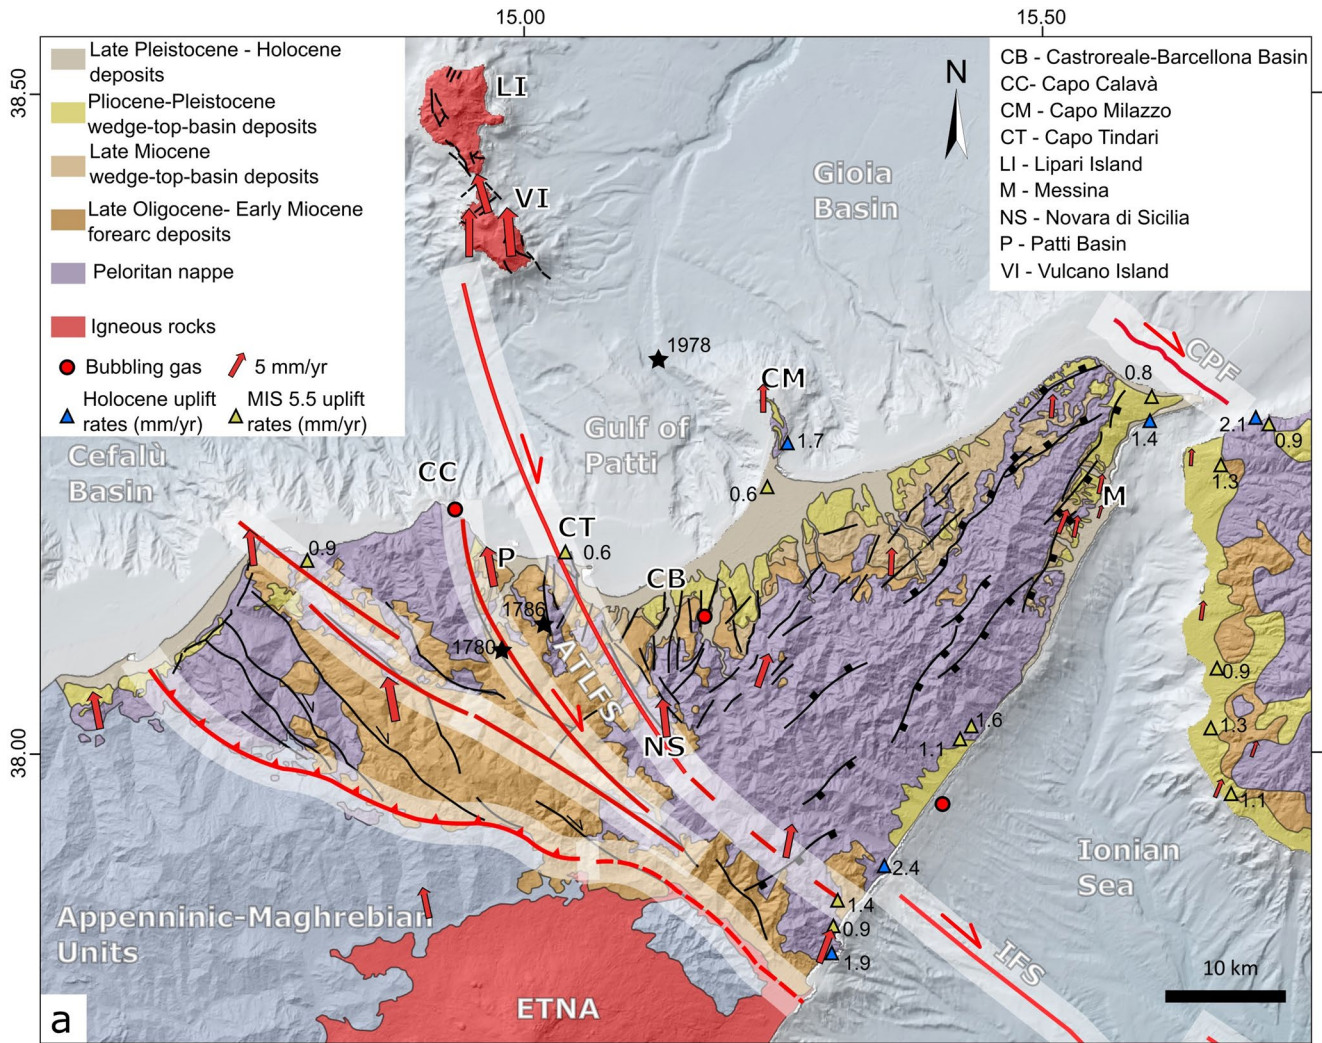 15.00
15.50
38.50
38.00
Late Pleistocene - Holocene
deposits
Pliocene-Pleistocene
wedge-top-basin deposits
Late Miocene
wedge-top-basin deposits
Late Oligocene- Early Miocene
forearc deposits
Peloritan nappe
Igneous rocks
Bubbling gas
5 mm/yr
Holocene uplift
rates (mm/yr)
MIS 5.5 uplift
rates (mm/yr)
CB - Castroreale-Barcellona Basin
CC- Capo Calavà
CM - Capo Milazzo
CT - Capo Tindari
LI - Lipari Island
M - Messina
NS - Novara di Sicilia
P - Patti Basin
VI - Vulcano Island
N
LI
VI
Gioia
Basin
1978
CM
CPF
0.8
1.7
1.4
2.1
0.9
1.3
Gulf of
Patti
Cefalù
Basin
CC
0.6
M
CT
0.6
0.9
P
CB
1786
1780
ATLFS
0.9
NS
1.6
1.1
1.3
1.1
Ionian
Sea
2.4
1.4
0.9
1.9
Appenninic-Maghrebian
Units
IFS
10 km
ETNA
a